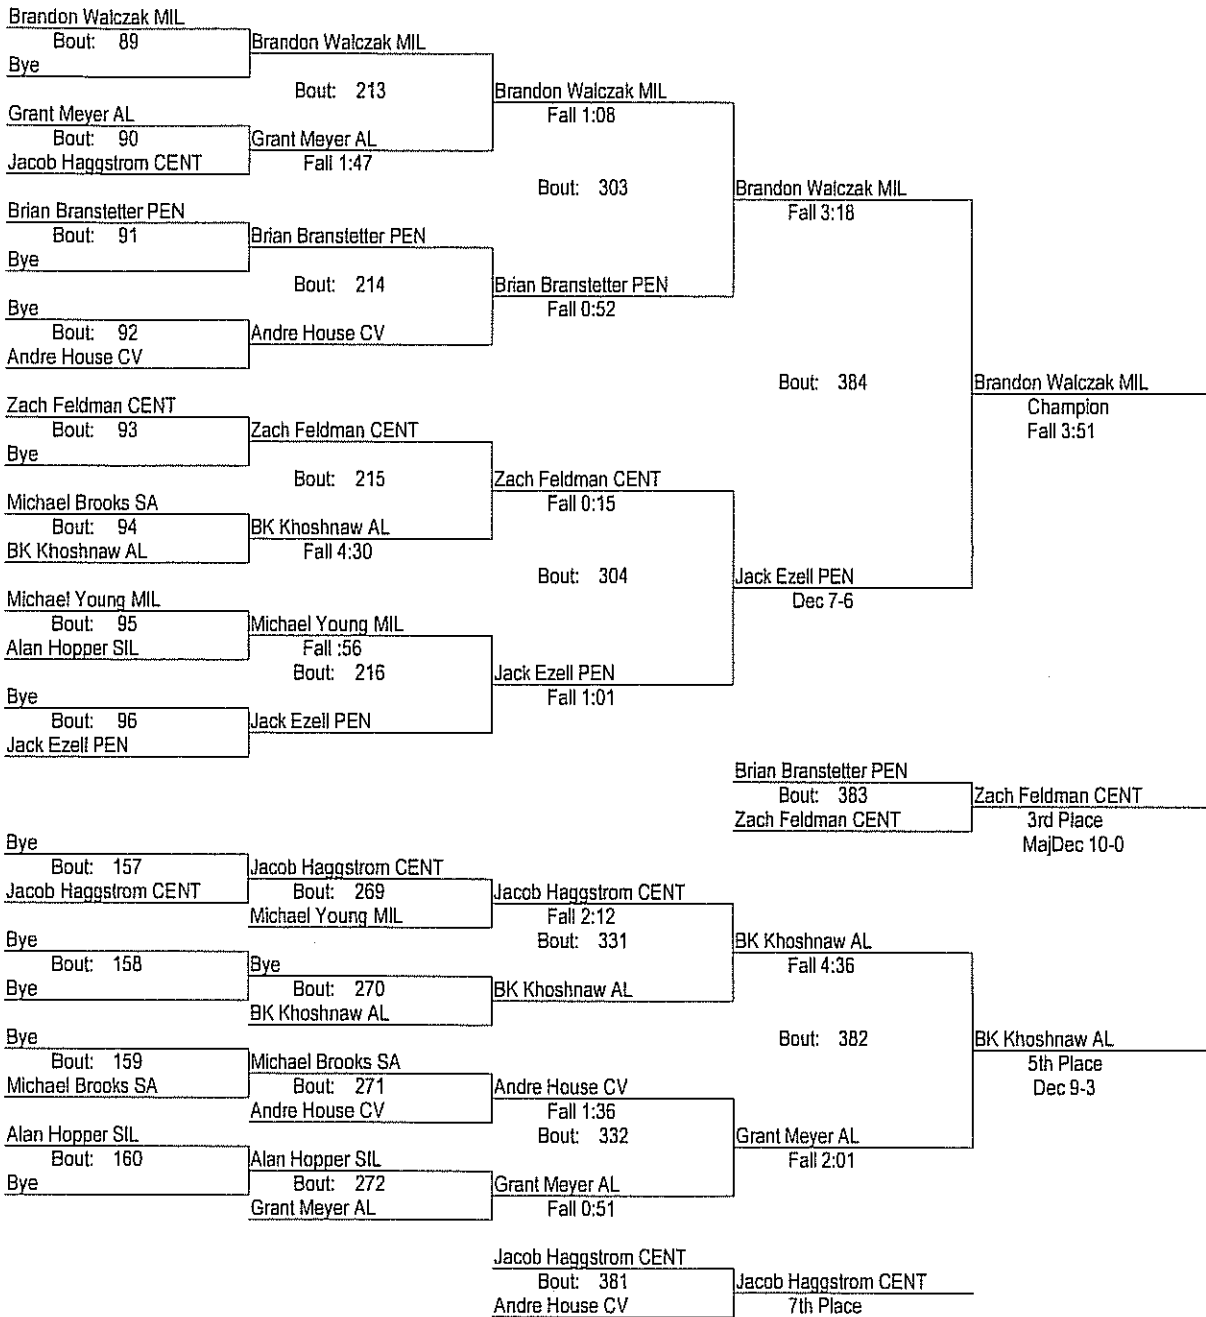 Brandon Walczak MIL
Bout: 89
Bye
Brandon Walczak MIL
Bout: 213
Grant Meyer AL
Bout: 90
Jacob Haggstrom CENT
Grant Meyer AL
Fall 1:47
Brandon Walczak MIL
Fall 1:08
Bout: 303
Brian Branstetter PEN
Bout: 91
Bye
Brian Branstetter PEN
Bout: 214
Bye
Bout: 92
Andre House CV
Andre House CV
Brian Branstetter PEN
Fall 0:52
Brandon Walczak MIL
Fall 3:18
Bout: 384
Zach Feldman CENT
Bout: 93
Bye
Zach Feldman CENT
Bout: 215
Michael Brooks SA
Bout: 94
BK Khoshnaw AL
BK Khoshnaw AL
Fall 4:30
Zach Feldman CENT
Fall 0:15
Bout: 304
Michael Young MIL
Bout: 95
Alan Hopper SIL
Michael Young MIL
Fall :56
Bout: 216
Bye
Bout: 96
Jack Ezell PEN
Jack Ezell PEN
Jack Ezell PEN
Fall 1:01
Jack Ezell PEN
Dec 7-6
Brandon Walczak MIL
Champion
Fall 3:51
Brian Branstetter PEN
Bout: 383
Zach Feldman CENT
Zach Feldman CENT
3rd Place
MajDec 10-0
Bye
Bout: 157
Jacob Haggstrom CENT
Jacob Haggstrom CENT
Bout: 269
Michael Young MIL
Jacob Haggstrom CENT
Fall 2:12
Bout: 331
Bye
Bout: 158
Bye
Bye
Bout: 270
BK Khoshnaw AL
BK Khoshnaw AL
BK Khoshnaw AL
Fall 4:36
Bout: 382
Bye
Bout: 159
Michael Brooks SA
Michael Brooks SA
Bout: 271
Andre House CV
Andre House CV
Fall 1:36
Bout: 332
Alan Hopper SIL
Bout: 160
Bye
Alan Hopper SIL
Bout: 272
Grant Meyer AL
Grant Meyer AL
Fall 0:51
Grant Meyer AL
Fall 2:01
BK Khoshnaw AL
5th Place
Dec 9-3
Jacob Haggstrom CENT
Bout: 381
Andre House CV
Jacob Haggstrom CENT
7th Place